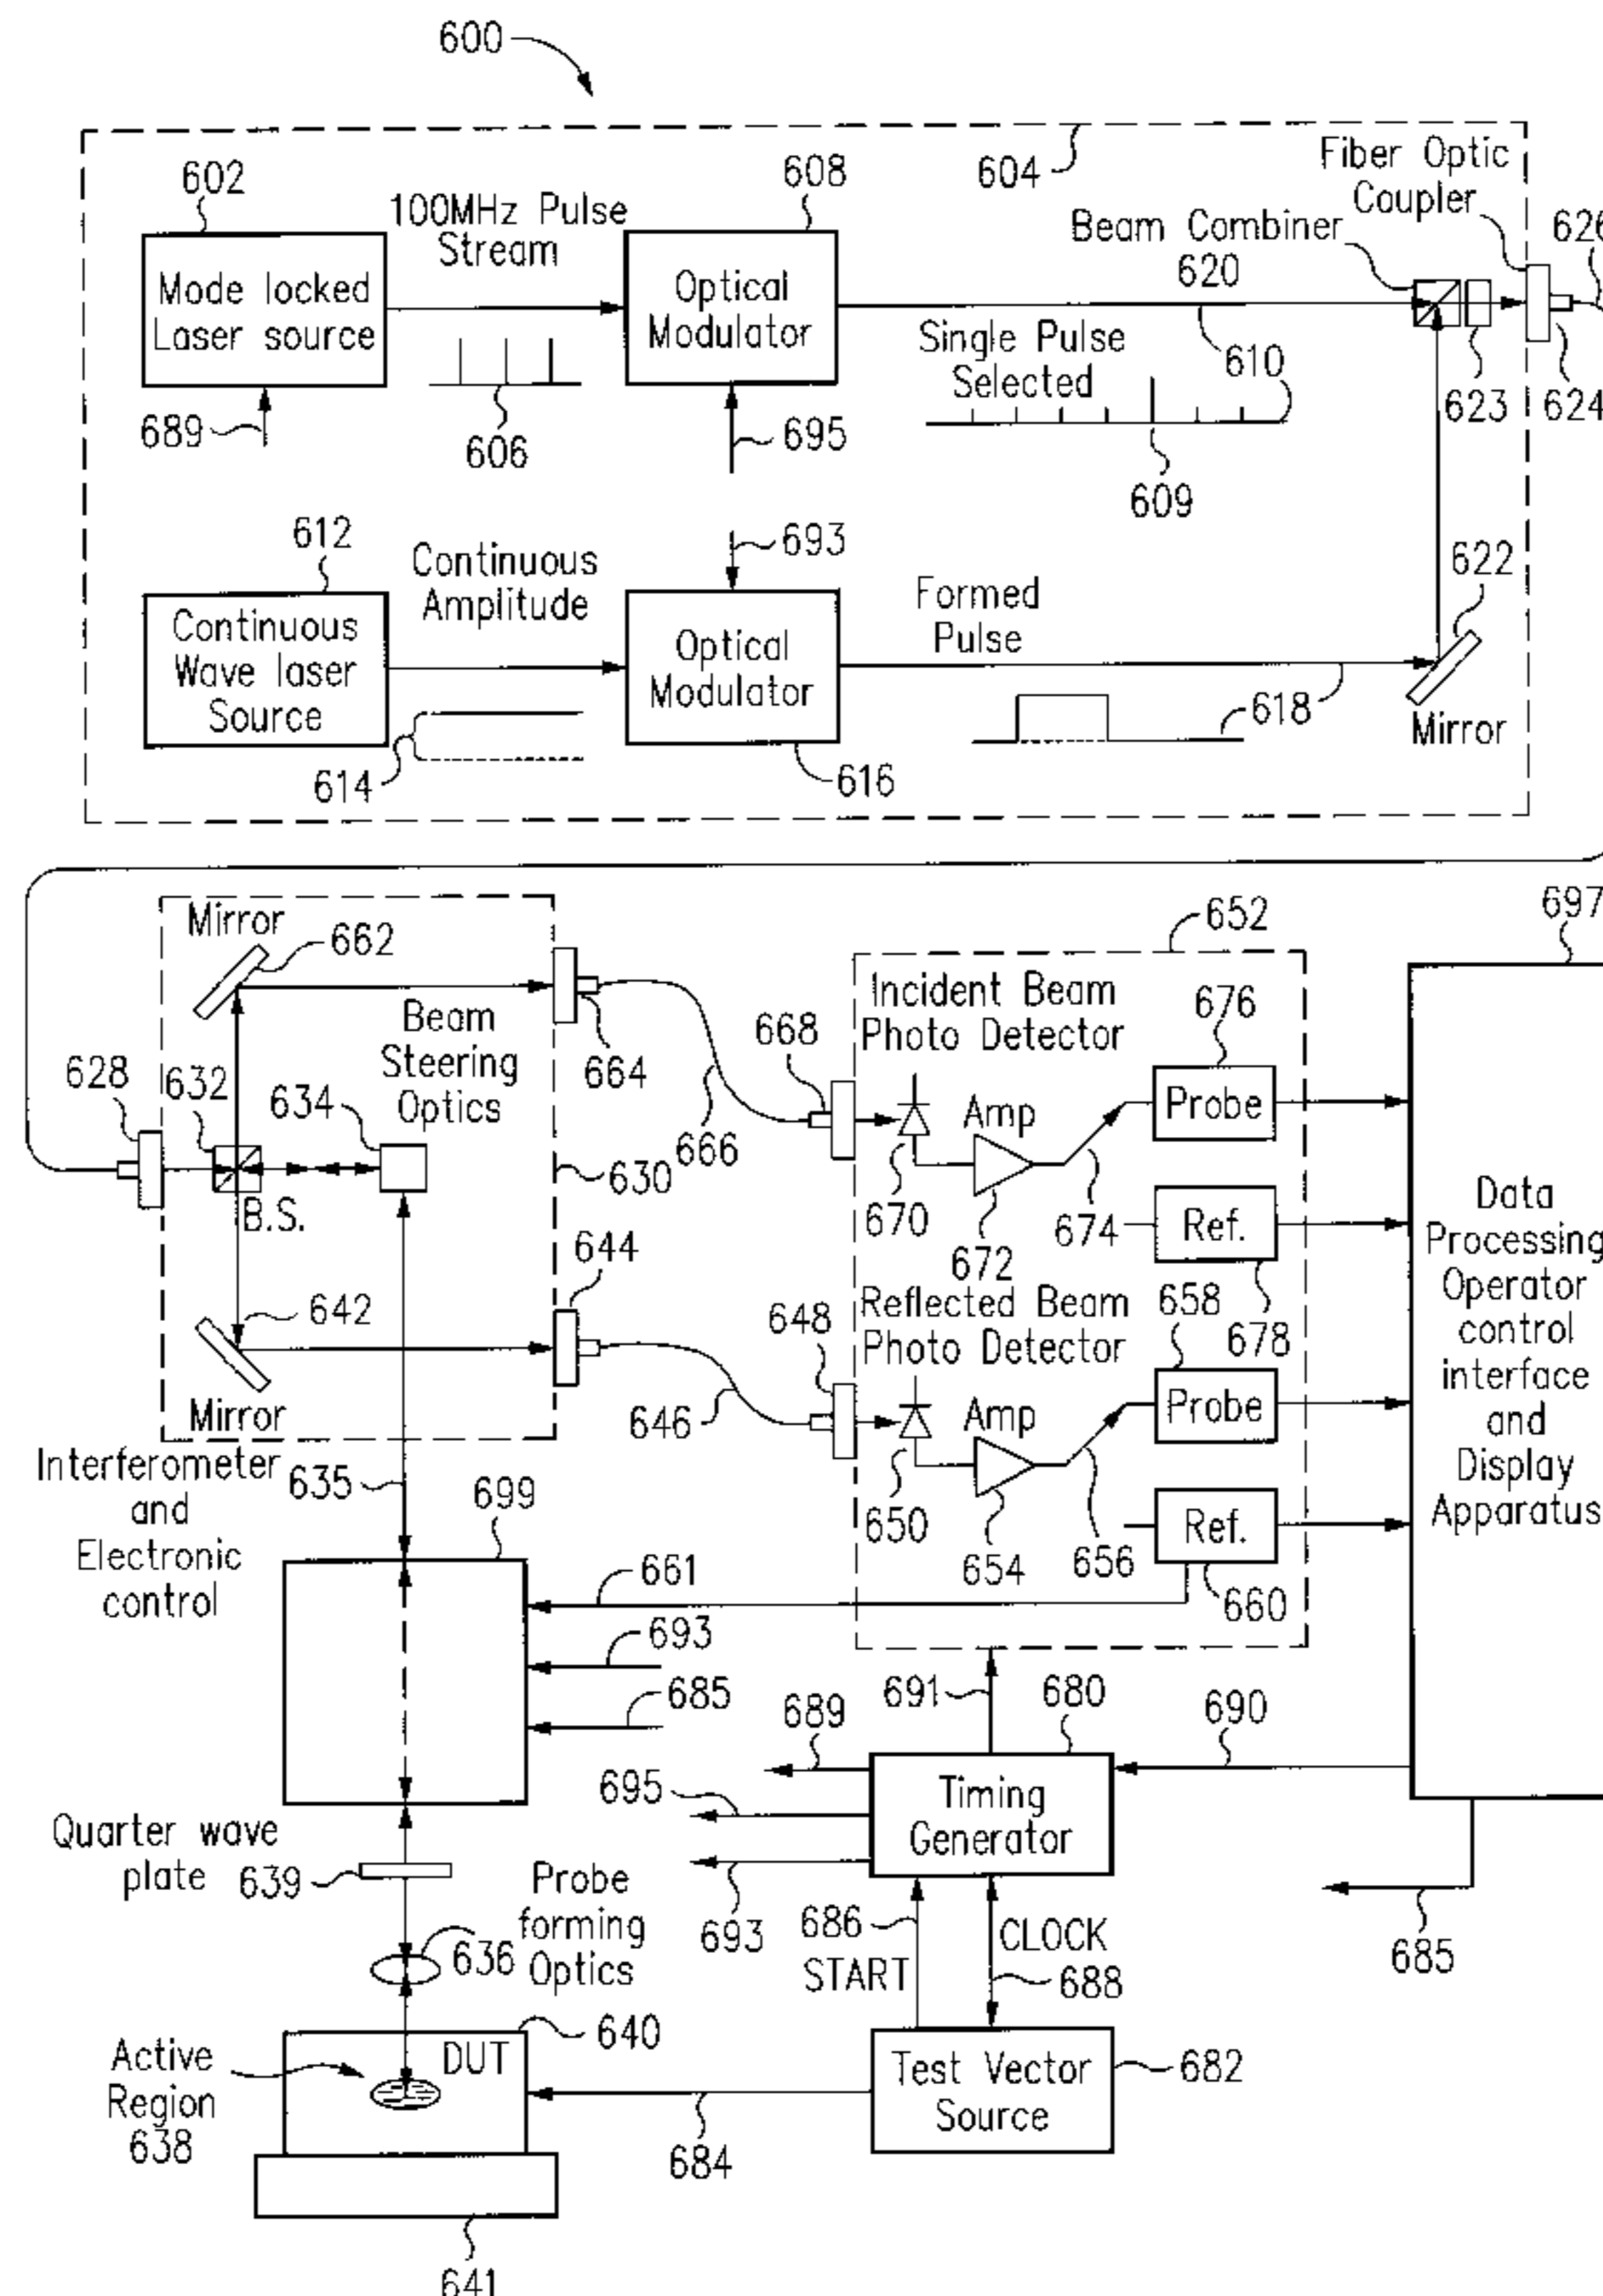 600
604
Fiber Optic
Coupler
602
100MHz Pulse
Stream
608
Beam Combiner
620
626
Mode locked
Laser source
Optical
Modulator
Single Pulse
Selected
610
689
606
695
609
623
624
612
Continuous
Amplitude
693
Formed
Pulse
622
Continuous
Wave laser
Source
Optical
Modulator
614
616
618
Mirror
Mirror
662
652
697
Beam
Steering
Optics
664
Incident Beam
Photo Detector
676
628
632
634
668
Amp
Probe
666
630
B.S.
670
672
674
Ref.
678
Data
Processing
Operator
control
interface
and
Display
Apparatus
642
644
Reflected Beam
Photo Detector
658
648
Mirror
646
Amp
Probe
Interferometer
and
Electronic
control
635
699
650
654
656
Ref.
660
661
693
685
691
680
690
689
695
693
Timing
Generator
Quarter wave
plate 639
Probe
forming
Optics
636
686
START
CLOCK
688
685
640
Active
Region
638
DUT
684
Test Vector
Source
682
641